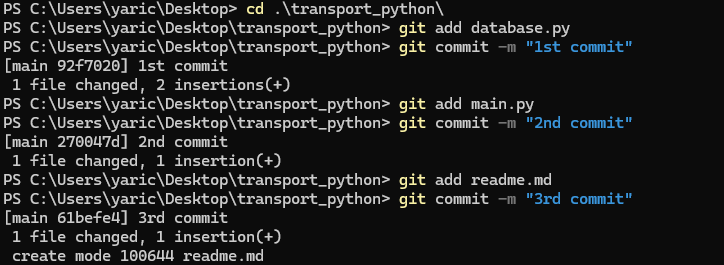 PS C:\Users\yaric\Desktop> cd .\transport_python\
PS C:\Users\yaric\Desktop\transport_python> git add database.py
PS C:\Users\yaric\Desktop\transport_python> git commit -m "1st commit"
[main 92f7020] 1st commit
 1 file changed, 2 insertions(+)
PS C:\Users\yaric\Desktop\transport_python> git add main.py
PS C:\Users\yaric\Desktop\transport_python> git commit -m "2nd commit"
[main 270047d] 2nd commit
 1 file changed, 1 insertion(+)
PS C:\Users\yaric\Desktop\transport_python> git add readme.md
PS C:\Users\yaric\Desktop\transport_python> git commit -m "3rd commit"
[main 61befe4] 3rd commit
 1 file changed, 1 insertion(+)
 create mode 100644 readme.md